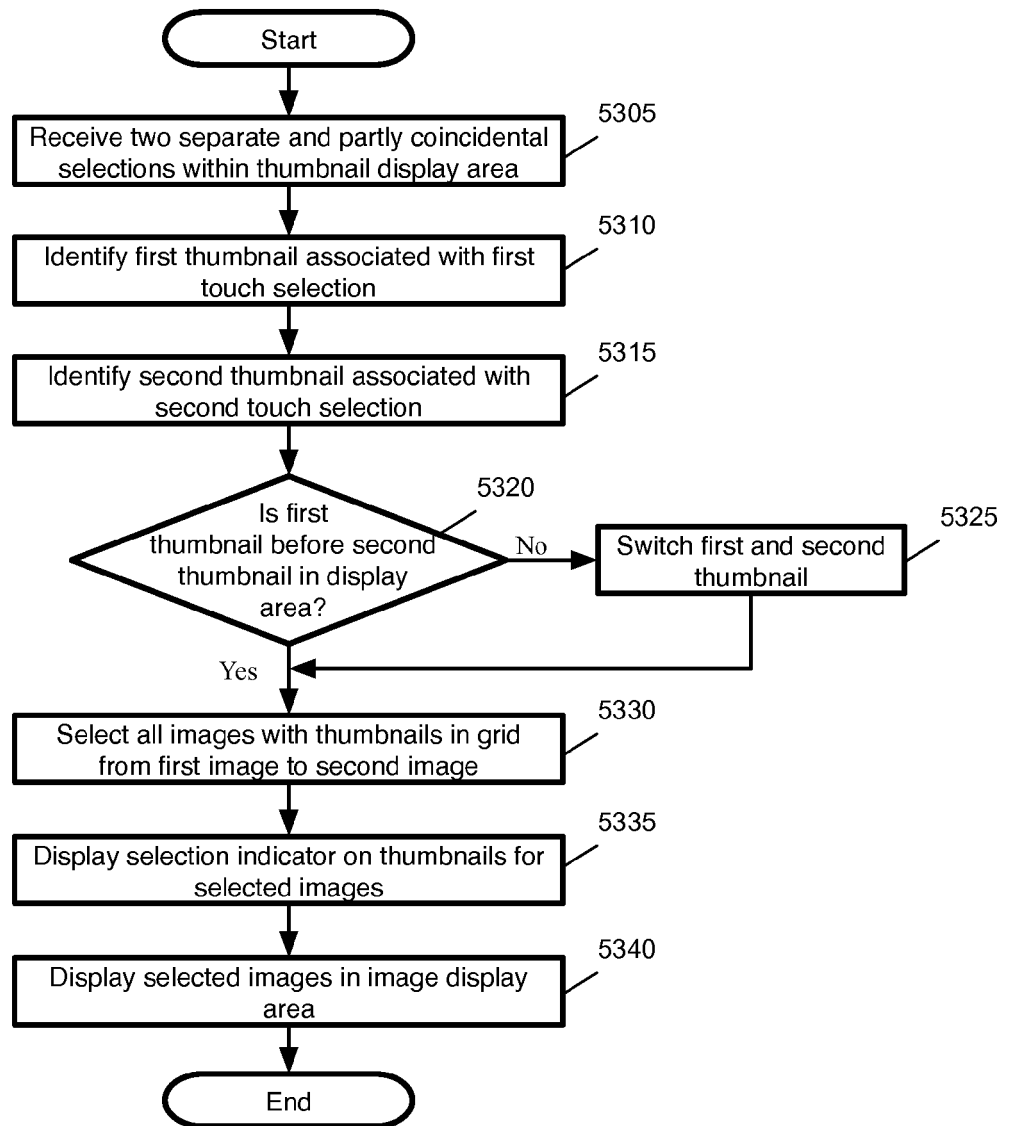 Start
5305
Receive two separate and partly coincidental
selections within thumbnail display area
5310
Identify first thumbnail associated with first
touch selection
5315
Identify second thumbnail associated with
second touch selection
5320
Is first
thumbnail before second
thumbnail in display
area?
No
5325
Switch first and second
thumbnail
Yes
5330
Select all images with thumbnails in grid
from first image to second image
5335
Display selection indicator on thumbnails for
selected images
5340
Display selected images in image display
area
End